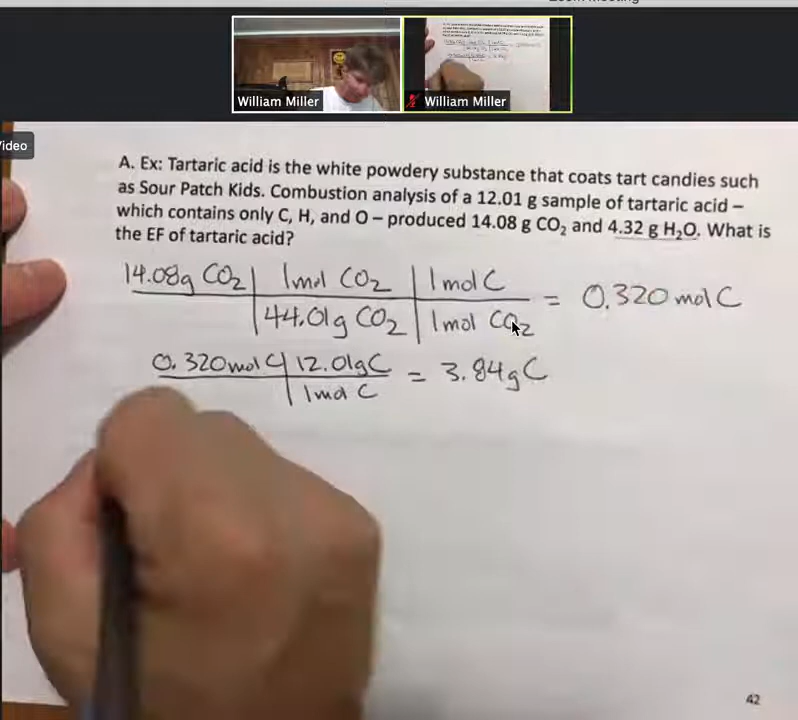 Zoom Meeting
William Miller
William Miller
Video
A. Ex: Tartaric acid is the white powdery substance that coats tart candies such
as Sour Patch Kids. Combustion analysis of a 12.01 g sample of tartaric acid –
which contains only C, H, and O – produced 14.08 g CO₂ and 4.32 g H₂O. What is
the EF of tartaric acid?
14.08g CO₂ | 1mol CO₂ | 1mol C
44.01g CO₂ | 1mol CO₂ = 0.320 mol C
0.320mol C | 12.01gC
1mol C = 3.84gC
42